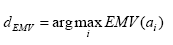 d_EMV = arg max_i EMV(a_i)